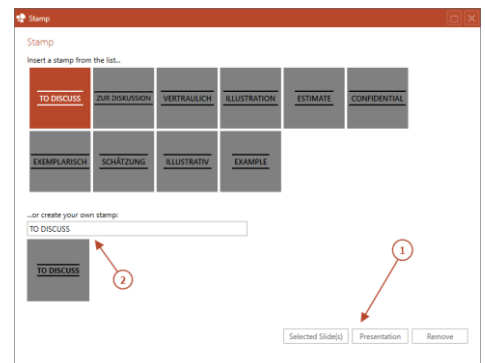 Stamp
Stamp
Insert a stamp from the list...
TO DISCUSS ZUR DISKUSSION VERTRAULICH ILLUSTRATION ESTIMATE CONFIDENTIAL
EXEMPLARISCH SCHÄTZUNG ILLUSTRATIV EXAMPLE
...or create your own stamp:
TO DISCUSS
1
2
TO DISCUSS
Selected Slide(s) Presentation Remove